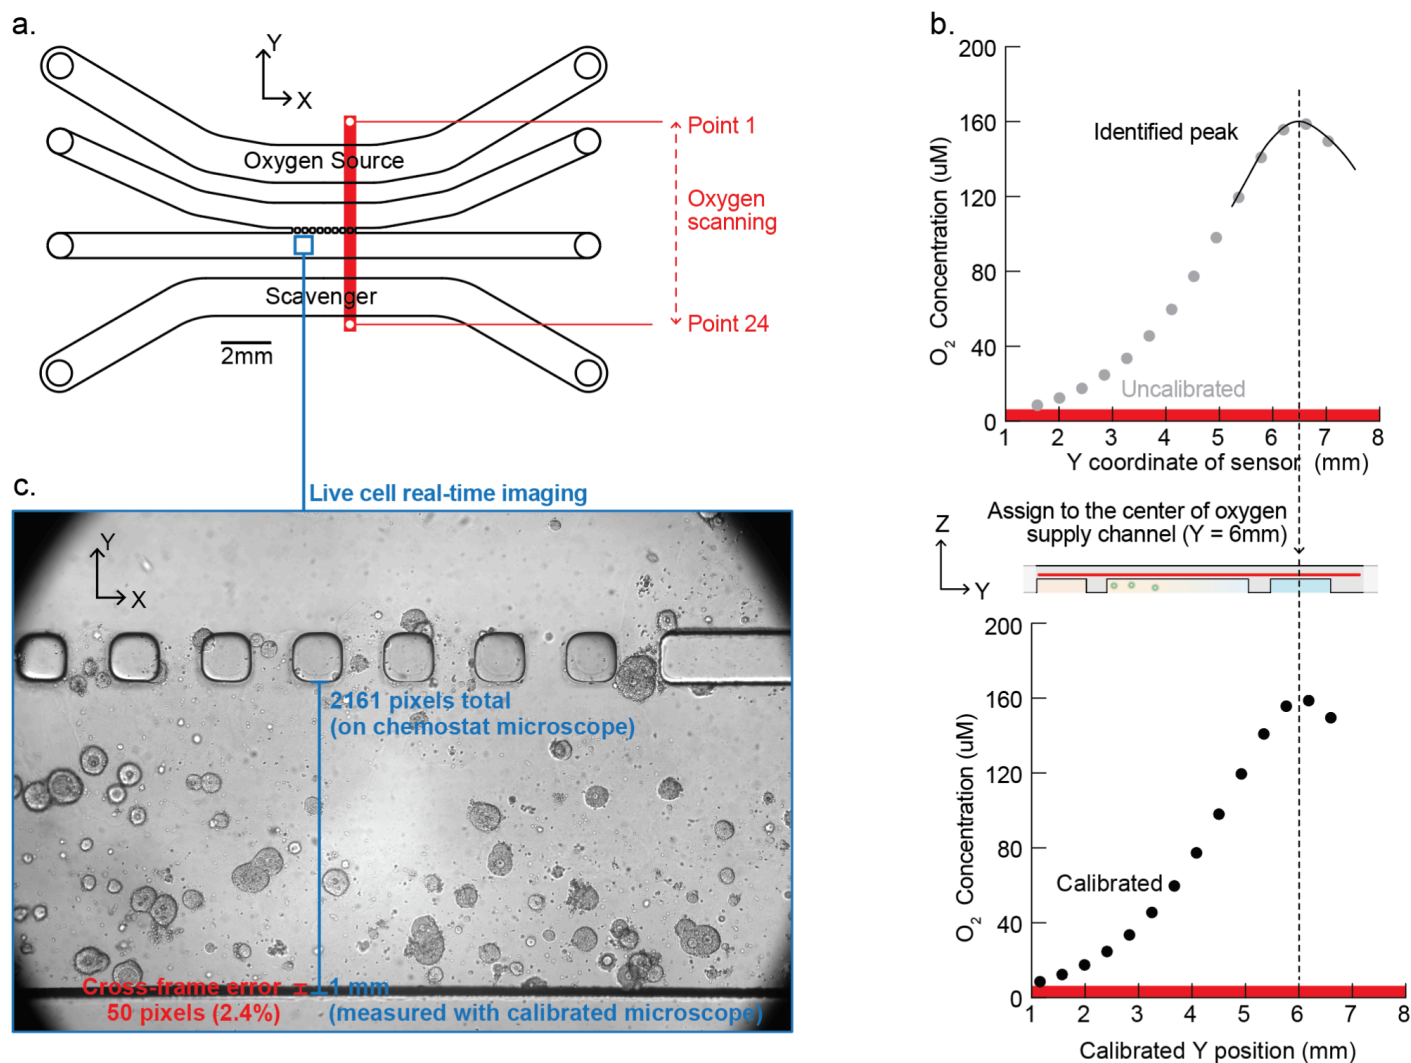 a.
Y
X
Oxygen Source
Scavenger
2mm
Point 1
Oxygen
scanning
Point 24
b.
200
160
120
80
40
0
O2 Concentration (uM)
Identified peak
Uncalibrated
1 2 3 4 5 6 7 8
Y coordinate of sensor (mm)
Assign to the center of oxygen
supply channel (Y = 6mm)
Z
Y
200
160
120
80
40
0
O2 Concentration (uM)
Calibrated
1 2 3 4 5 6 7 8
Calibrated Y position (mm)
c.
Live cell real-time imaging
Y
X
2161 pixels total
(on chemostat microscope)
Cross-frame error
50 pixels (2.4%)
1 mm
(measured with calibrated microscope)